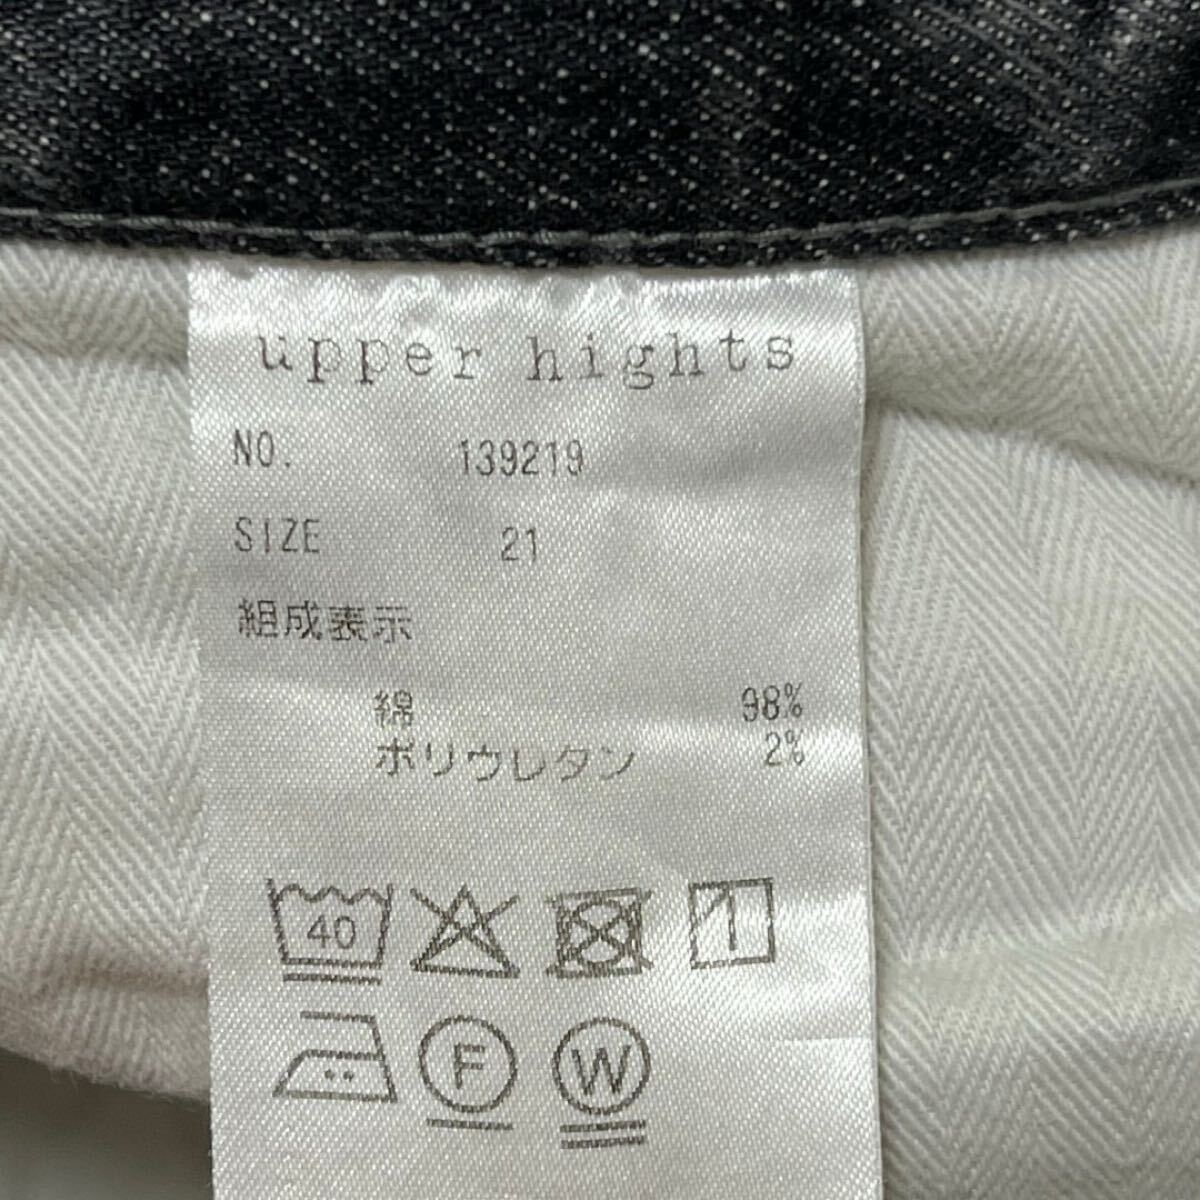 upper hights
NO. 139219
SIZE 21
組成表示
綿 98%
ポリウレタン 2%
40
F W